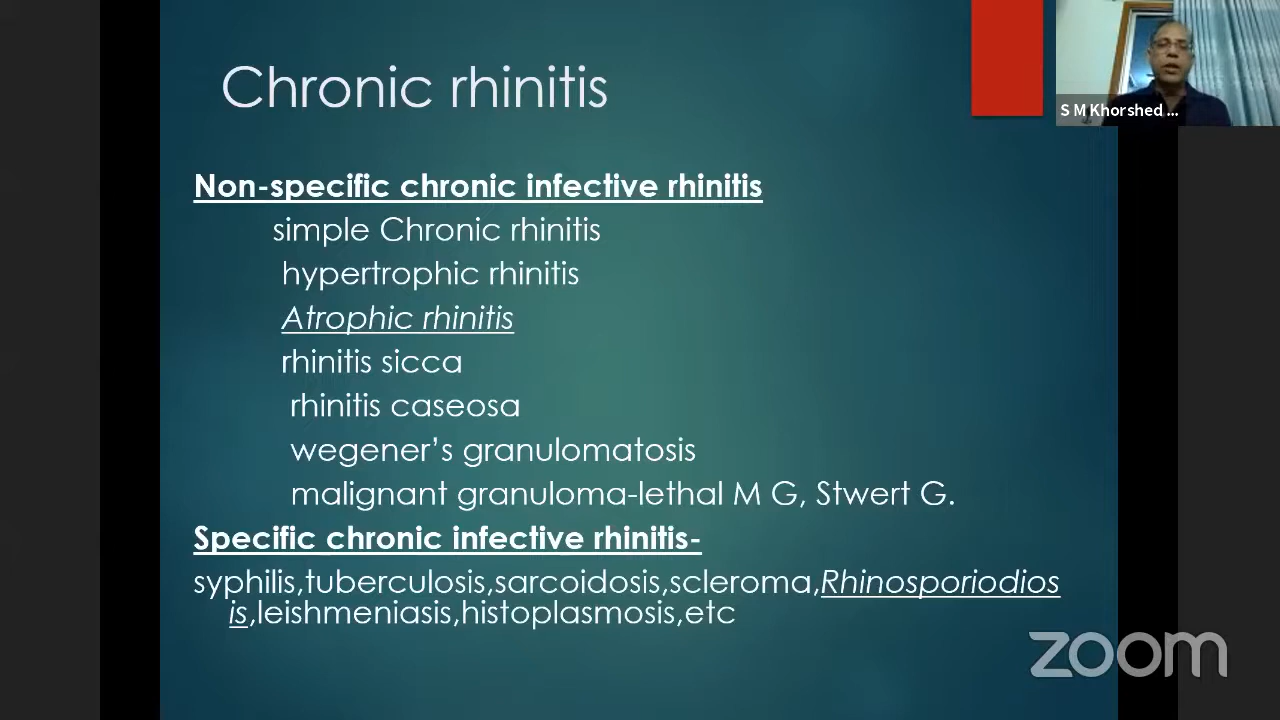 Chronic rhinitis
S M Khorshed ...
Non-specific chronic infective rhinitis
simple Chronic rhinitis
hypertrophic rhinitis
Atrophic rhinitis
rhinitis sicca
rhinitis caseosa
wegener's granulomatosis
malignant granuloma-lethal M G, Stwert G.
Specific chronic infective rhinitis-
syphilis,tuberculosis,sarcoidosis,scleroma,Rhinosporiodios
is,leishmeniasis,histoplasmosis,etc
zoom